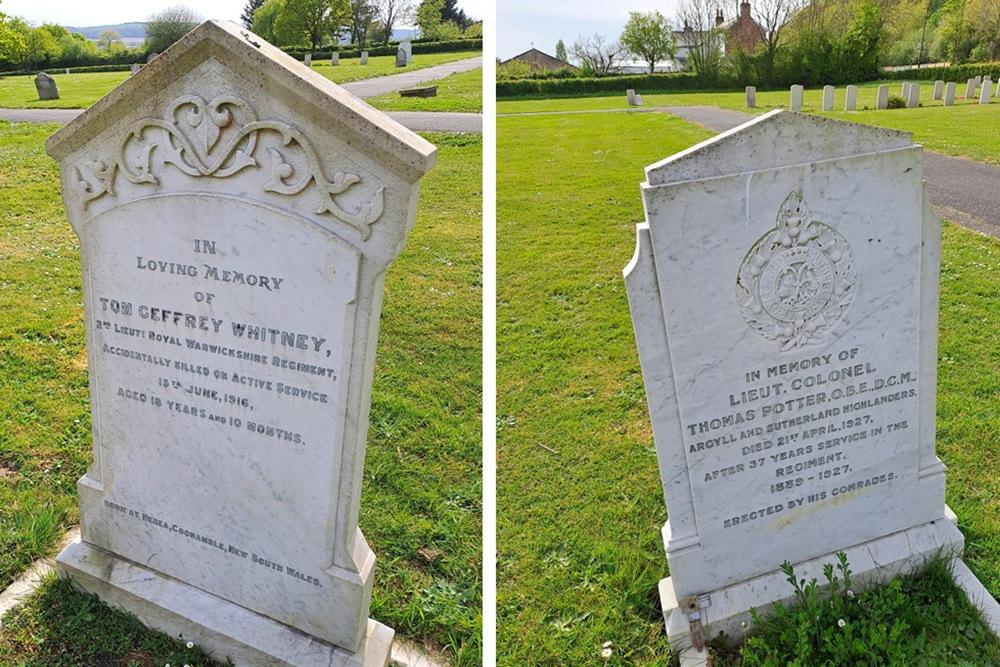 IN
LOVING MEMORY
OF
TOM GEFFREY WHITNEY,
2ND LIEUT: ROYAL WARWICKSHIRE REGIMENT,
ACCIDENTALLY KILLED ON ACTIVE SERVICE
15TH JUNE, 1916,
AGED 18 YEARS AND 10 MONTHS.
BORN AT NEBEA, COONAMBLE, NEW SOUTH WALES.
IN MEMORY OF
LIEUT. COLONEL
THOMAS POTTER, O.B.E., D.C.M.,
ARGYLL AND SUTHERLAND HIGHLANDERS.
DIED 21ST APRIL, 1927,
AFTER 37 YEARS SERVICE IN THE
REGIMENT.
1889 - 1927.
ERECTED BY HIS COMRADES.